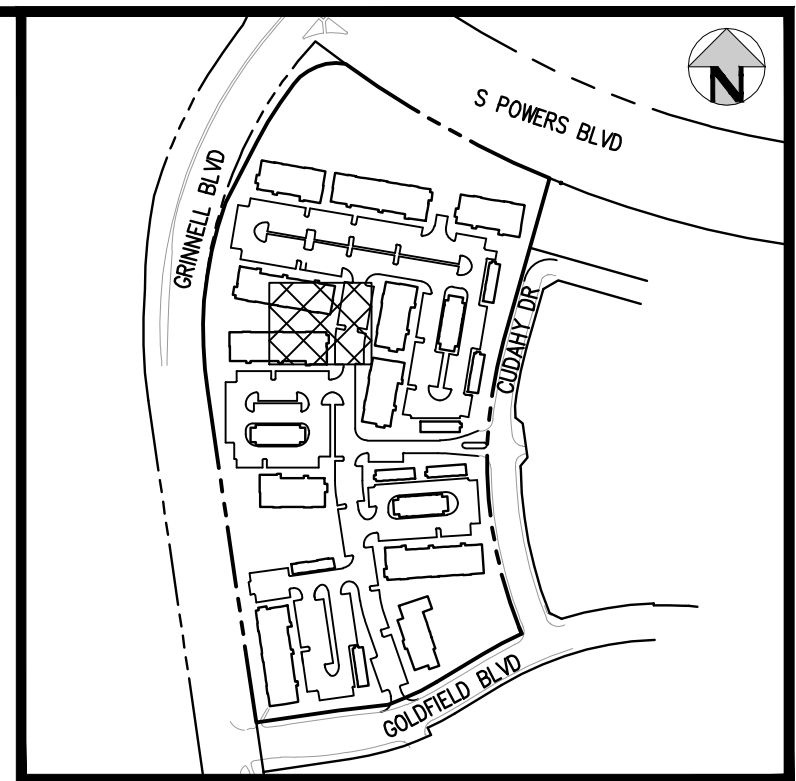 N
S POWERS BLVD
GRINNELL BLVD
CUDAHY DR
GOLDFIELD BLVD